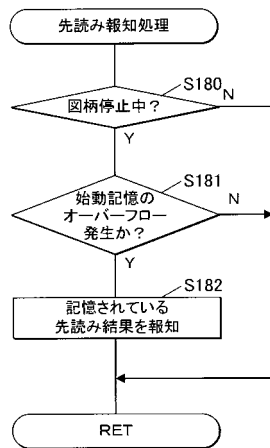 先読み報知処理
S180
図柄停止中？
N
Y
S181
始動記憶の
オーバーフロー
発生か？
N
Y
S182
記憶されている
先読み結果を報知
RET